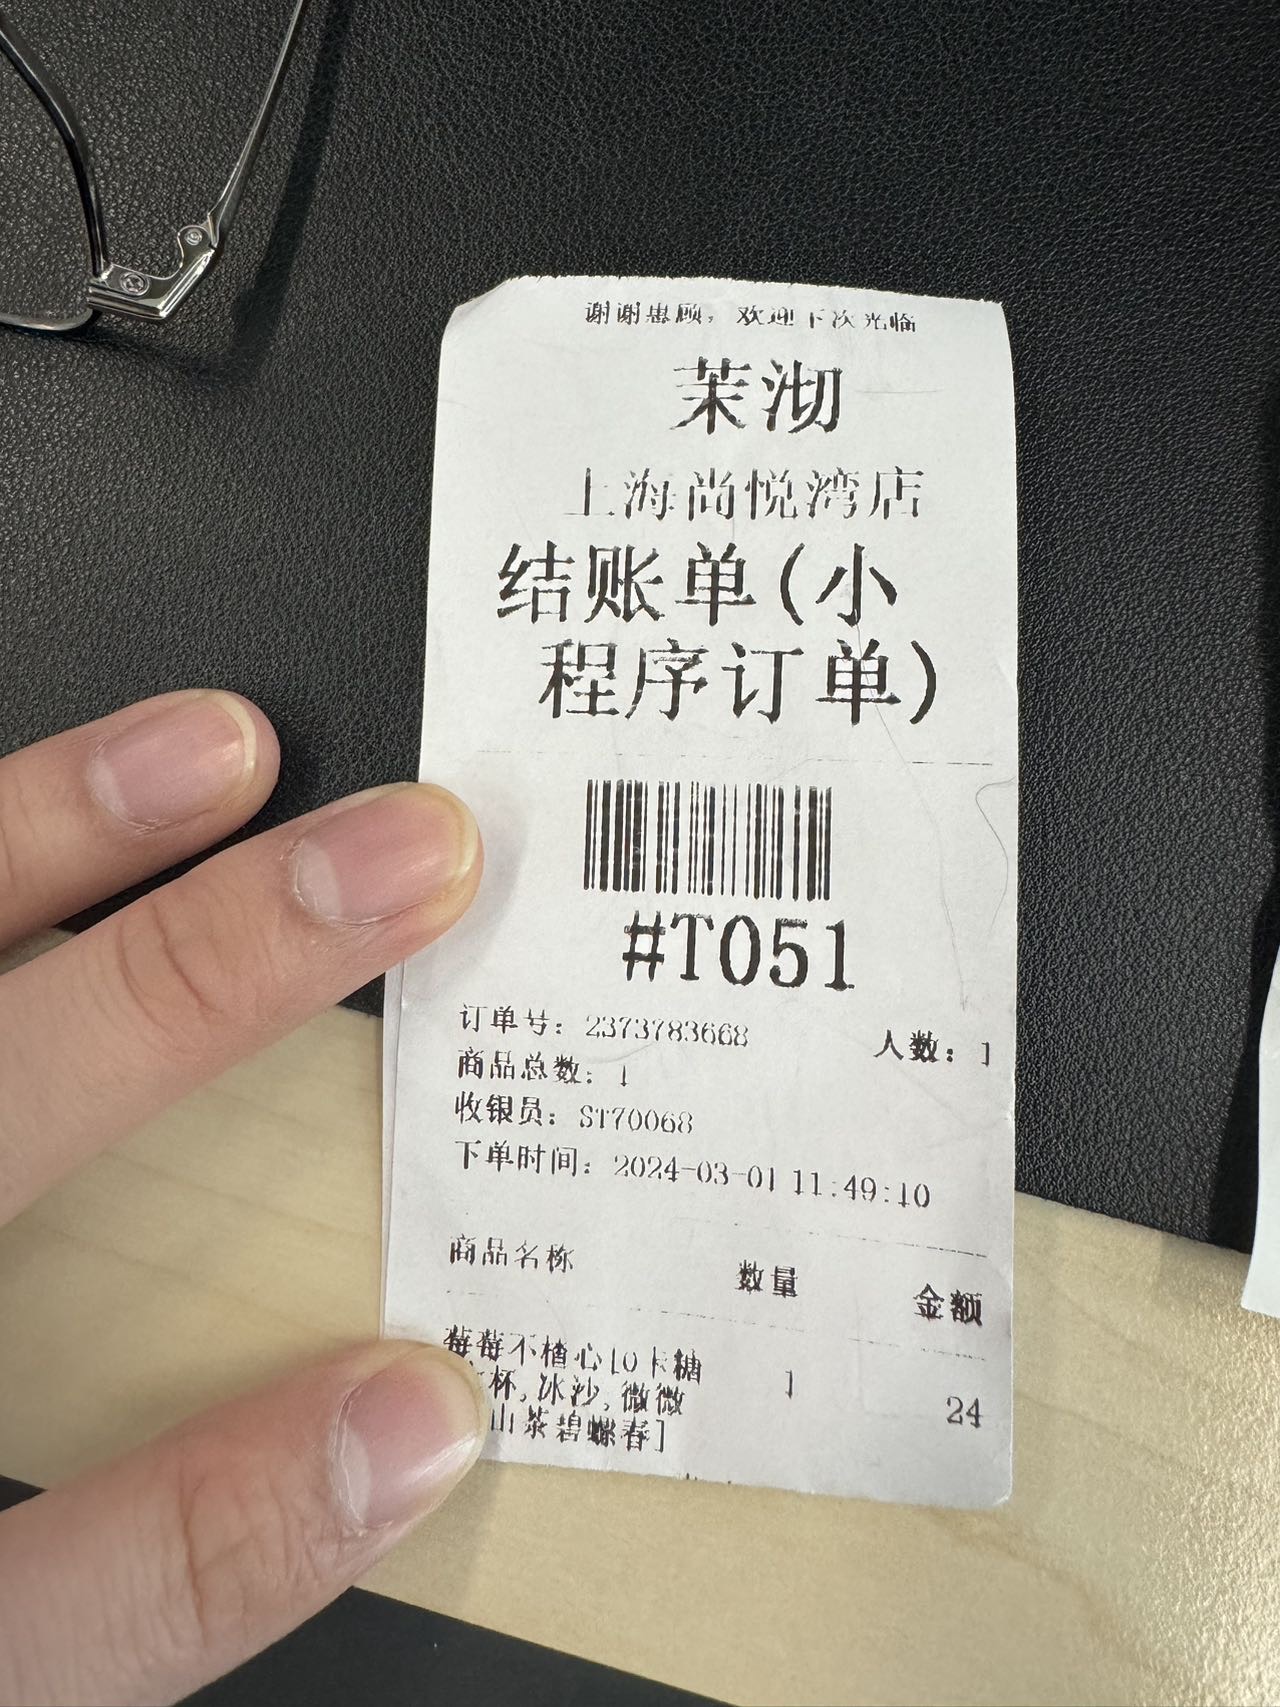 谢谢惠顾，欢迎下次光临
茉沏
上海尚悦湾店
结账单(小
程序订单)
#T051
订单号：2373783668 人数：1
商品总数：1
收银员：ST70068
下单时间：2024-03-01 11:49:10
商品名称 数量 金额
莓莓不楂心10卡糖 1 24
杯,冰沙,微微
山茶碧螺春]